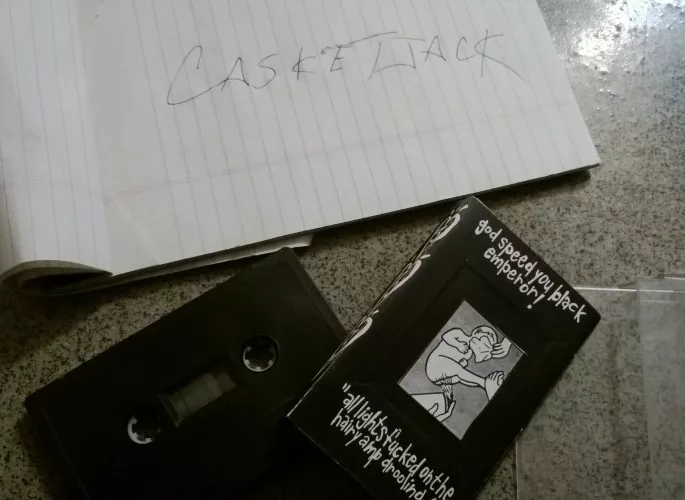 CASKETJACK
god speed you black
emperor!
"all lights fucked on the
hairy amp drooling